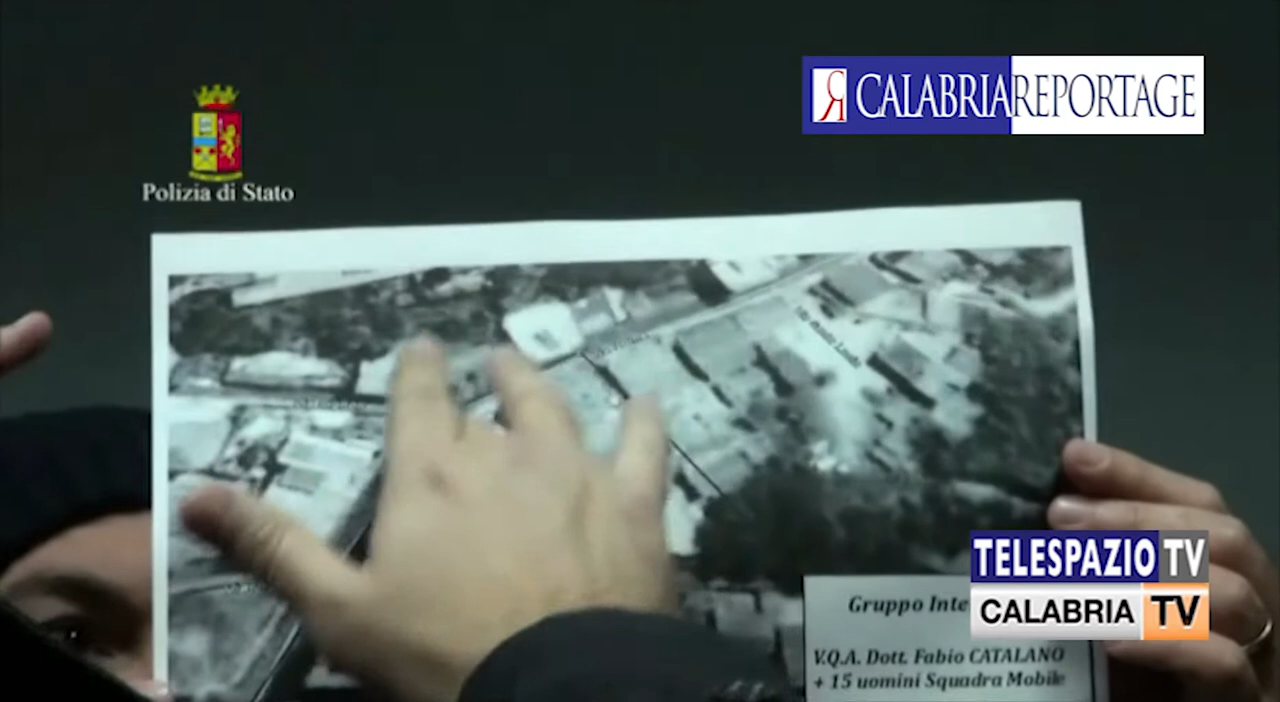 CALABRIAREPORTAGE
Polizia di Stato
TELESPAZIO TV
CALABRIA TV
Gruppo Inte
V.Q.A. Dott. Fabio CATALANO
+ 15 uomini Squadra Mobile